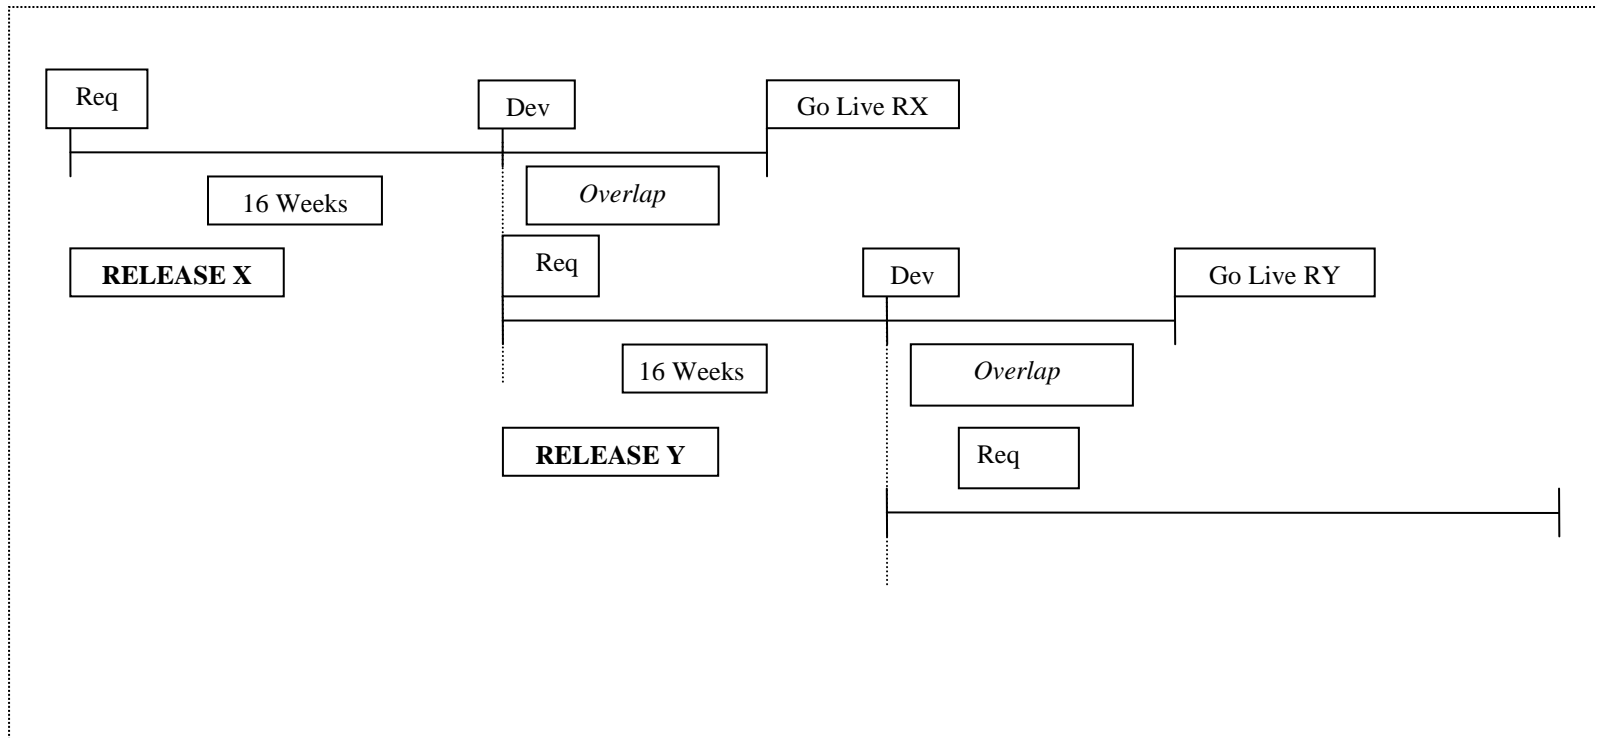 Req
Dev
Go Live RX
16 Weeks
Overlap
RELEASE X
Req
Dev
Go Live RY
16 Weeks
Overlap
RELEASE Y
Req